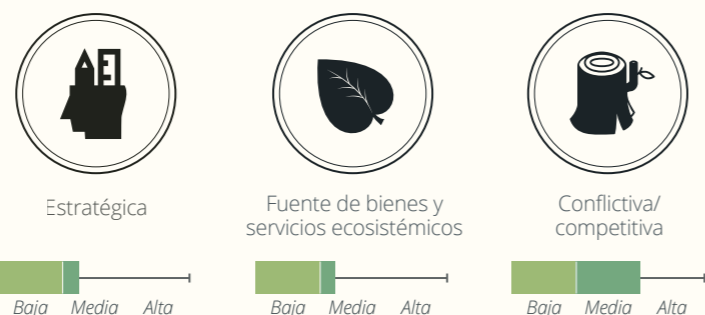 Estratégica
Fuente de bienes y
servicios ecosistémicos
Conflictiva/
competitiva
Baja Media Alta
Baja Media Alta
Baja Media Alta